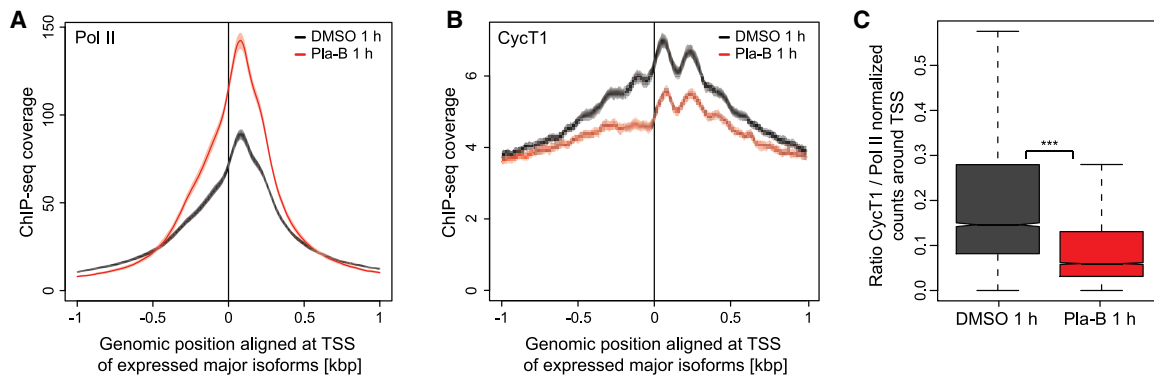 A
Pol II
DMSO 1 h
Pla-B 1 h
ChIP-seq coverage
0
50
100
150
-1
-0.5
0
0.5
1
Genomic position aligned at TSS
of expressed major isoforms [kbp]
B
CycT1
DMSO 1 h
Pla-B 1 h
ChIP-seq coverage
0
2
4
6
-1
-0.5
0
0.5
1
Genomic position aligned at TSS
of expressed major isoforms [kbp]
C
Ratio CycT1 / Pol II normalized
counts around TSS
0.0
0.1
0.2
0.3
0.4
0.5
***
DMSO 1 h
Pla-B 1 h